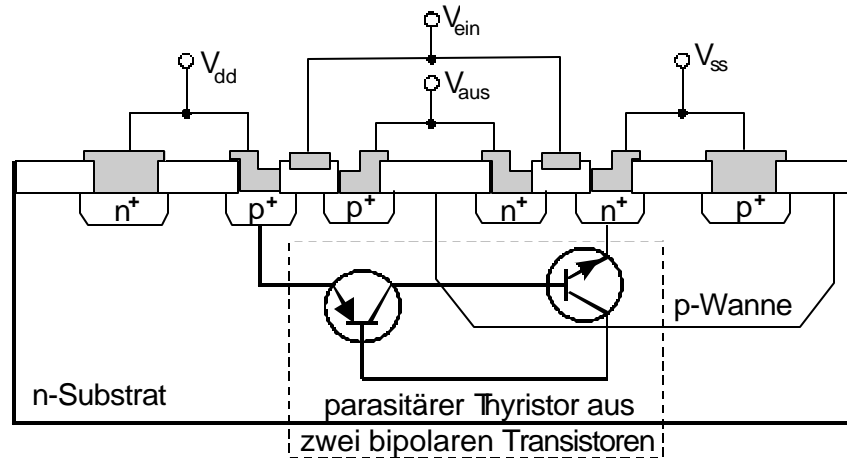 V_ein
V_dd
V_aus
V_ss
n+
p+
p+
n+
n+
p+
p-Wanne
n-Substrat
parasitärer Thyristor aus
zwei bipolaren Transistoren